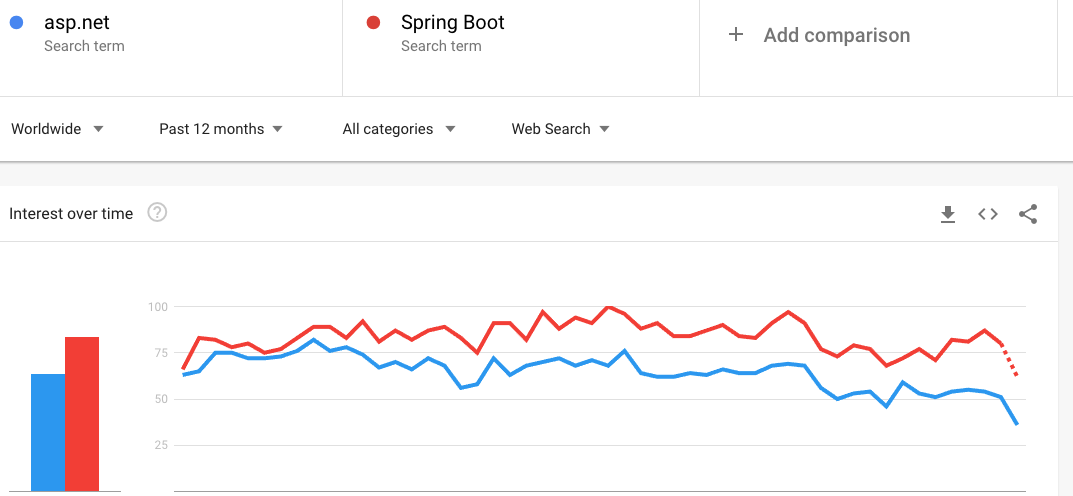 asp.net
Search term
Spring Boot
Search term
+ Add comparison
Worldwide
Past 12 months
All categories
Web Search
Interest over time
?
100
75
50
25